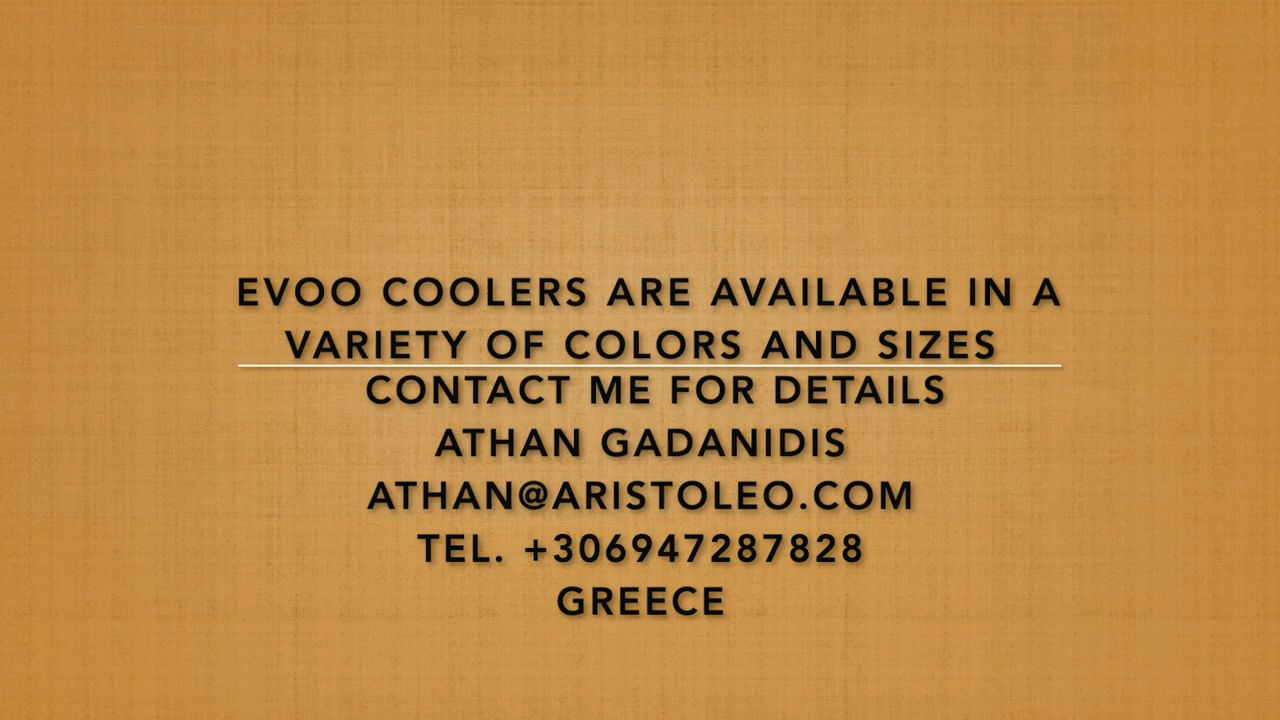 EVOO COOLERS ARE AVAILABLE IN A
VARIETY OF COLORS AND SIZES
CONTACT ME FOR DETAILS
ATHAN GADANIDIS
ATHAN@ARISTOLEO.COM
TEL. +306947287828
GREECE